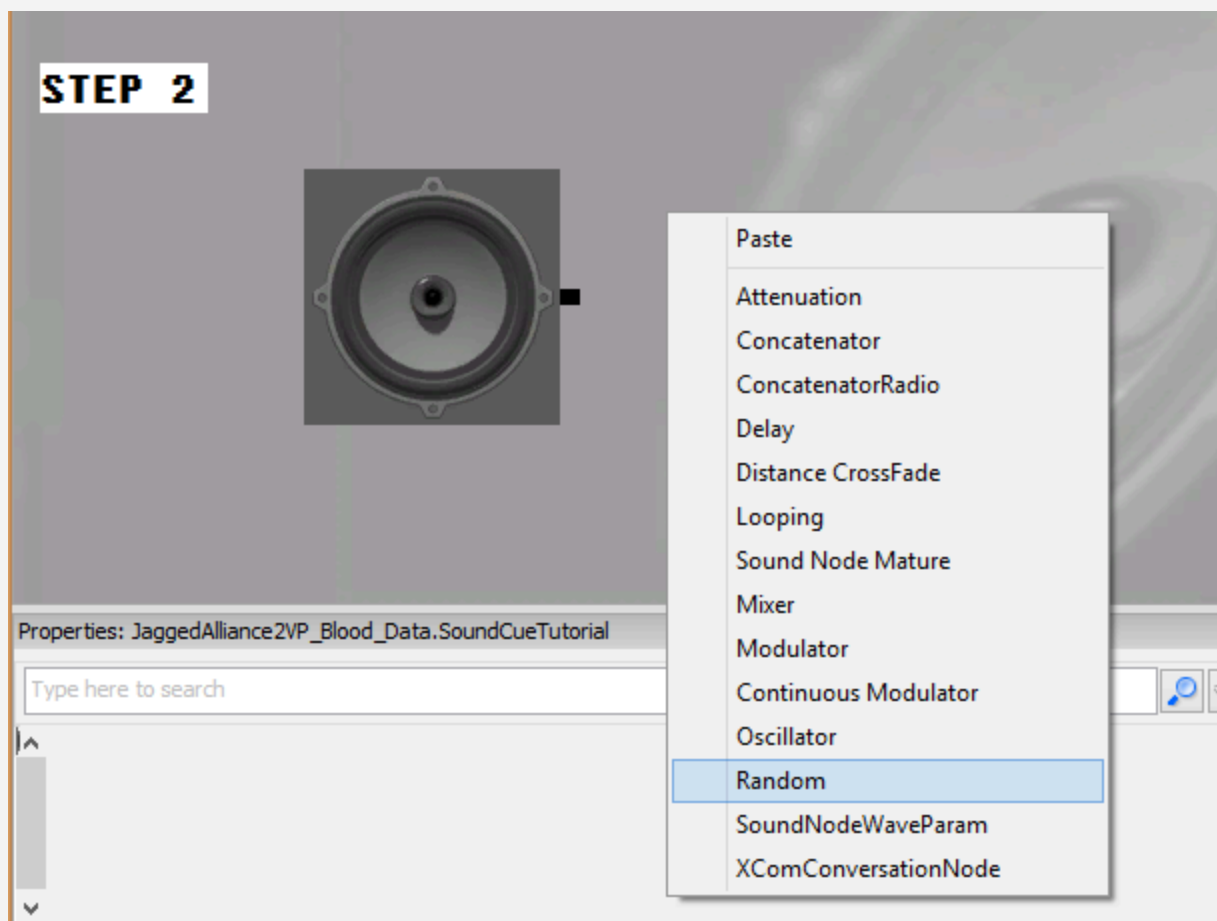 STEP 2
Paste
Attenuation
Concatenator
ConcatenatorRadio
Delay
Distance CrossFade
Looping
Sound Node Mature
Mixer
Modulator
Continuous Modulator
Oscillator
Random
SoundNodeWaveParam
XComConversationNode
Properties: JaggedAlliance2VP_Blood_Data.SoundCueTutorial
Type here to search